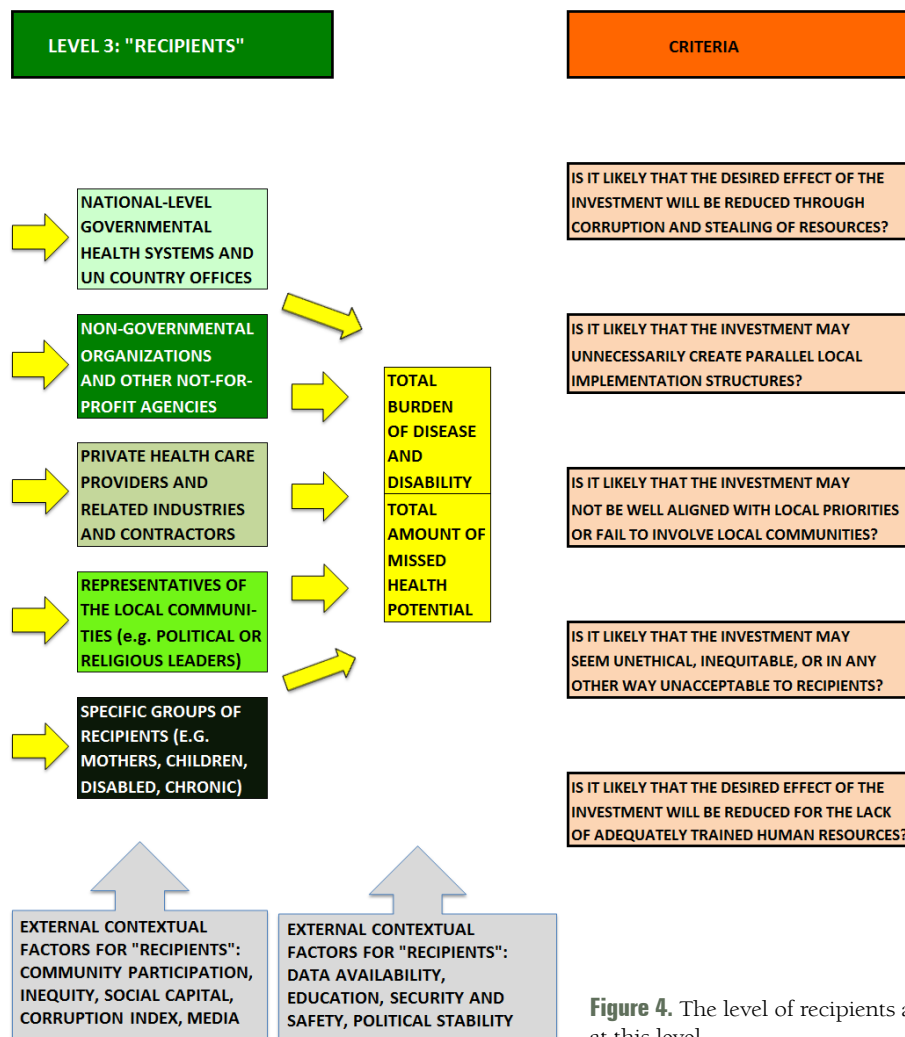 LEVEL 3: "RECIPIENTS"
CRITERIA
NATIONAL-LEVEL
GOVERNMENTAL
HEALTH SYSTEMS AND
UN COUNTRY OFFICES
NON-GOVERNMENTAL
ORGANIZATIONS
AND OTHER NOT-FOR-
PROFIT AGENCIES
PRIVATE HEALTH CARE
PROVIDERS AND
RELATED INDUSTRIES
AND CONTRACTORS
REPRESENTATIVES OF
THE LOCAL COMMUNI-
TIES (e.g. POLITICAL OR
RELIGIOUS LEADERS)
SPECIFIC GROUPS OF
RECIPIENTS (E.G.
MOTHERS, CHILDREN,
DISABLED, CHRONIC)
TOTAL
BURDEN
OF DISEASE
AND
DISABILITY
TOTAL
AMOUNT OF
MISSED
HEALTH
POTENTIAL
IS IT LIKELY THAT THE DESIRED EFFECT OF THE
INVESTMENT WILL BE REDUCED THROUGH
CORRUPTION AND STEALING OF RESOURCES?
IS IT LIKELY THAT THE INVESTMENT MAY
UNNECESSARILY CREATE PARALLEL LOCAL
IMPLEMENTATION STRUCTURES?
IS IT LIKELY THAT THE INVESTMENT MAY
NOT BE WELL ALIGNED WITH LOCAL PRIORITIES
OR FAIL TO INVOLVE LOCAL COMMUNITIES?
IS IT LIKELY THAT THE INVESTMENT MAY
SEEM UNETHICAL, INEQUITABLE, OR IN ANY
OTHER WAY UNACCEPTABLE TO RECIPIENTS?
IS IT LIKELY THAT THE DESIRED EFFECT OF THE
INVESTMENT WILL BE REDUCED FOR THE LACK
OF ADEQUATELY TRAINED HUMAN RESOURCES?
EXTERNAL CONTEXTUAL
FACTORS FOR "RECIPIENTS":
COMMUNITY PARTICIPATION,
INEQUITY, SOCIAL CAPITAL,
CORRUPTION INDEX, MEDIA
EXTERNAL CONTEXTUAL
FACTORS FOR "RECIPIENTS":
DATA AVAILABILITY,
EDUCATION, SECURITY AND
SAFETY, POLITICAL STABILITY
Figure 4. The level of recipients
at this level